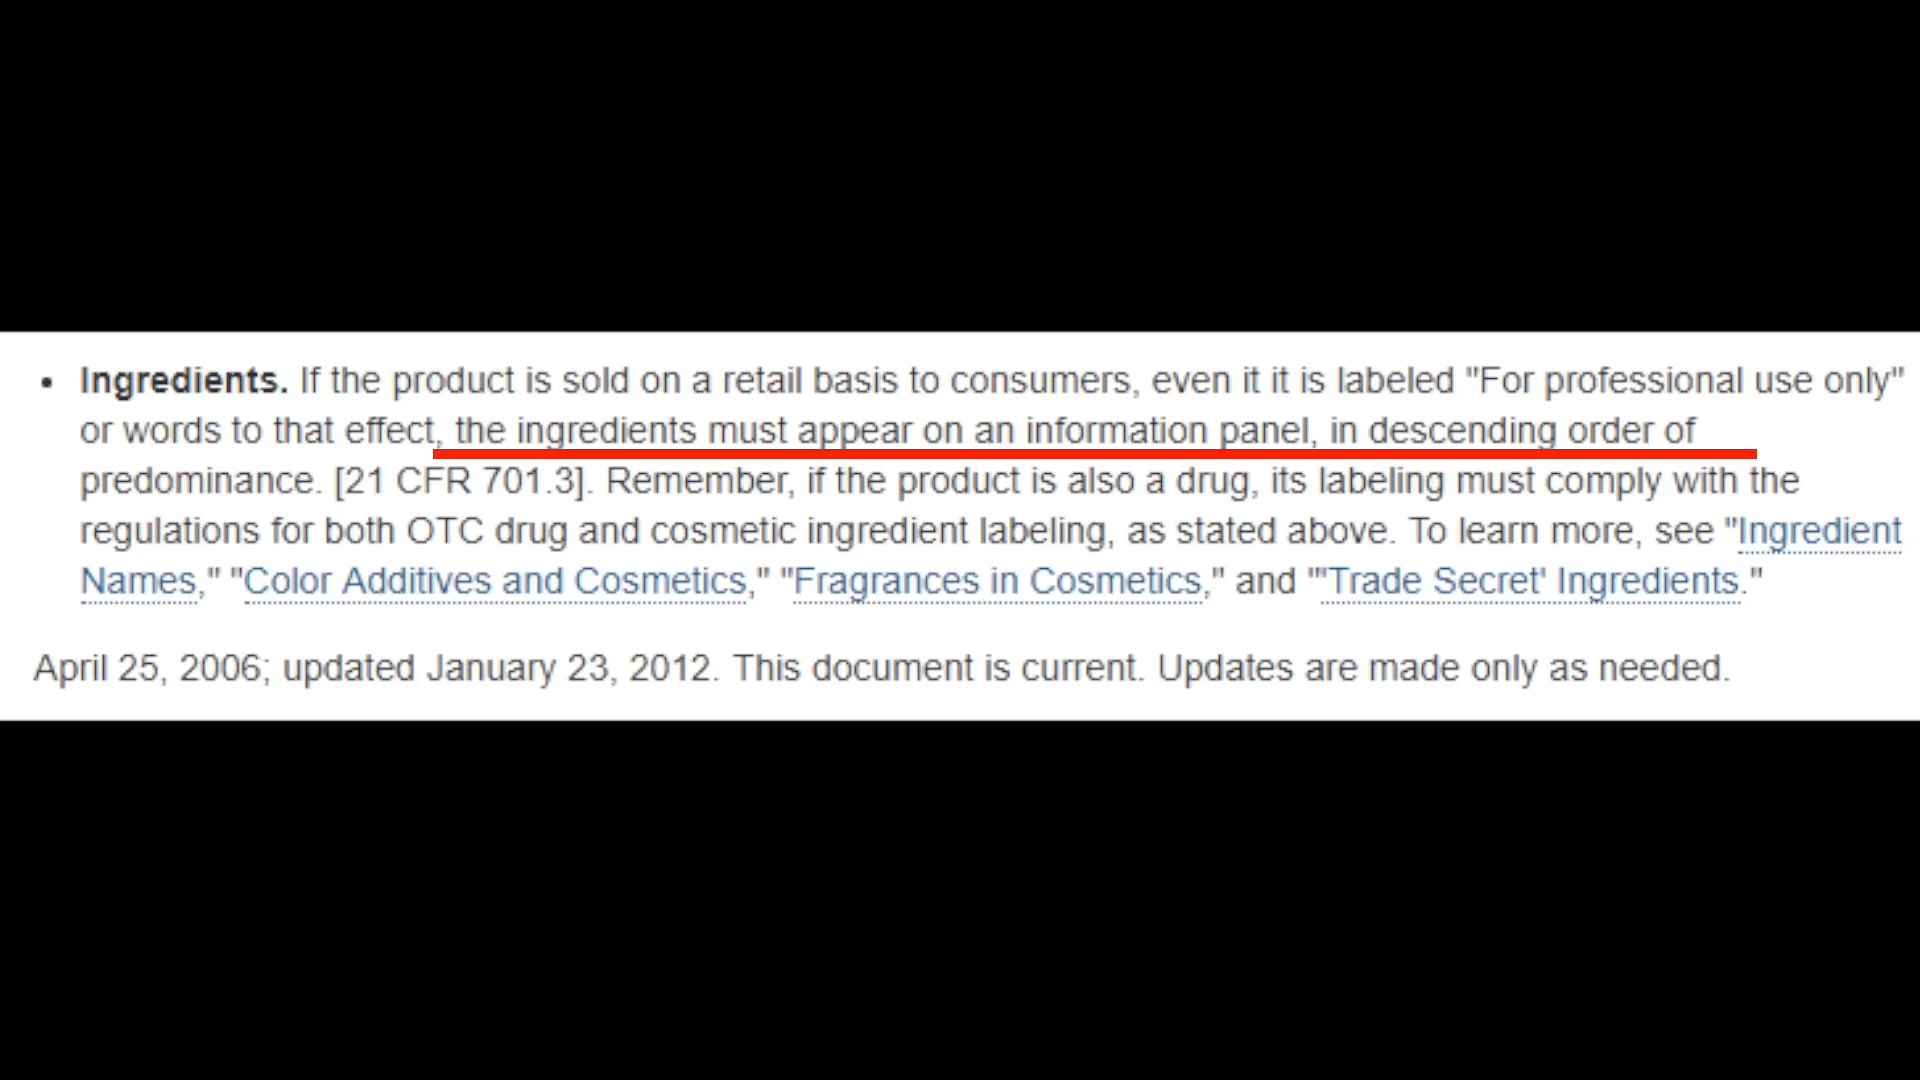 • Ingredients. If the product is sold on a retail basis to consumers, even it it is labeled "For professional use only"
or words to that effect, the ingredients must appear on an information panel, in descending order of
predominance. [21 CFR 701.3]. Remember, if the product is also a drug, its labeling must comply with the
regulations for both OTC drug and cosmetic ingredient labeling, as stated above. To learn more, see "Ingredient
Names," "Color Additives and Cosmetics," "Fragrances in Cosmetics," and "'Trade Secret' Ingredients."
April 25, 2006; updated January 23, 2012. This document is current. Updates are made only as needed.